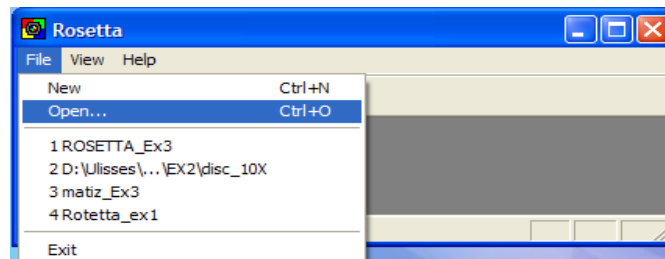 Rosetta
File View Help
New Ctrl+N
Open... Ctrl+O
1 ROSETTA_Ex3
2 D:\Ulisses\...\EX2\disc_10X
3 matiz_Ex3
4 Rotetta_ex1
Exit